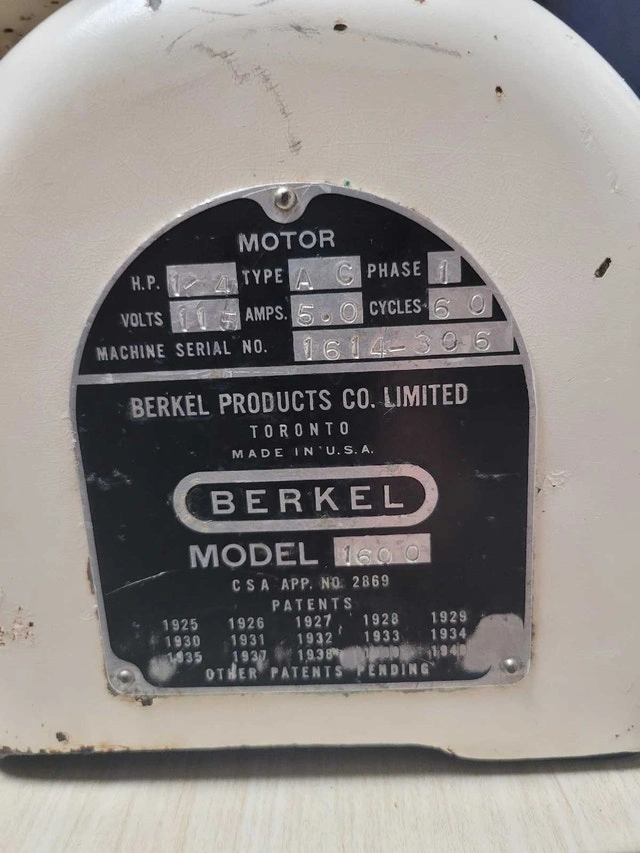 MOTOR
H.P. 1-4 TYPE A C PHASE 1
VOLTS 115 AMPS. 5.0 CYCLES 60
MACHINE SERIAL NO. 1614-306
BERKEL PRODUCTS CO. LIMITED
TORONTO
MADE IN U.S.A.
BERKEL
MODEL 1600
CSA APP. NO. 2869
PATENTS
1925 1926 1927 1928 1929
1930 1931 1932 1933 1934
1935 1937 1938
OTHER PATENTS PENDING